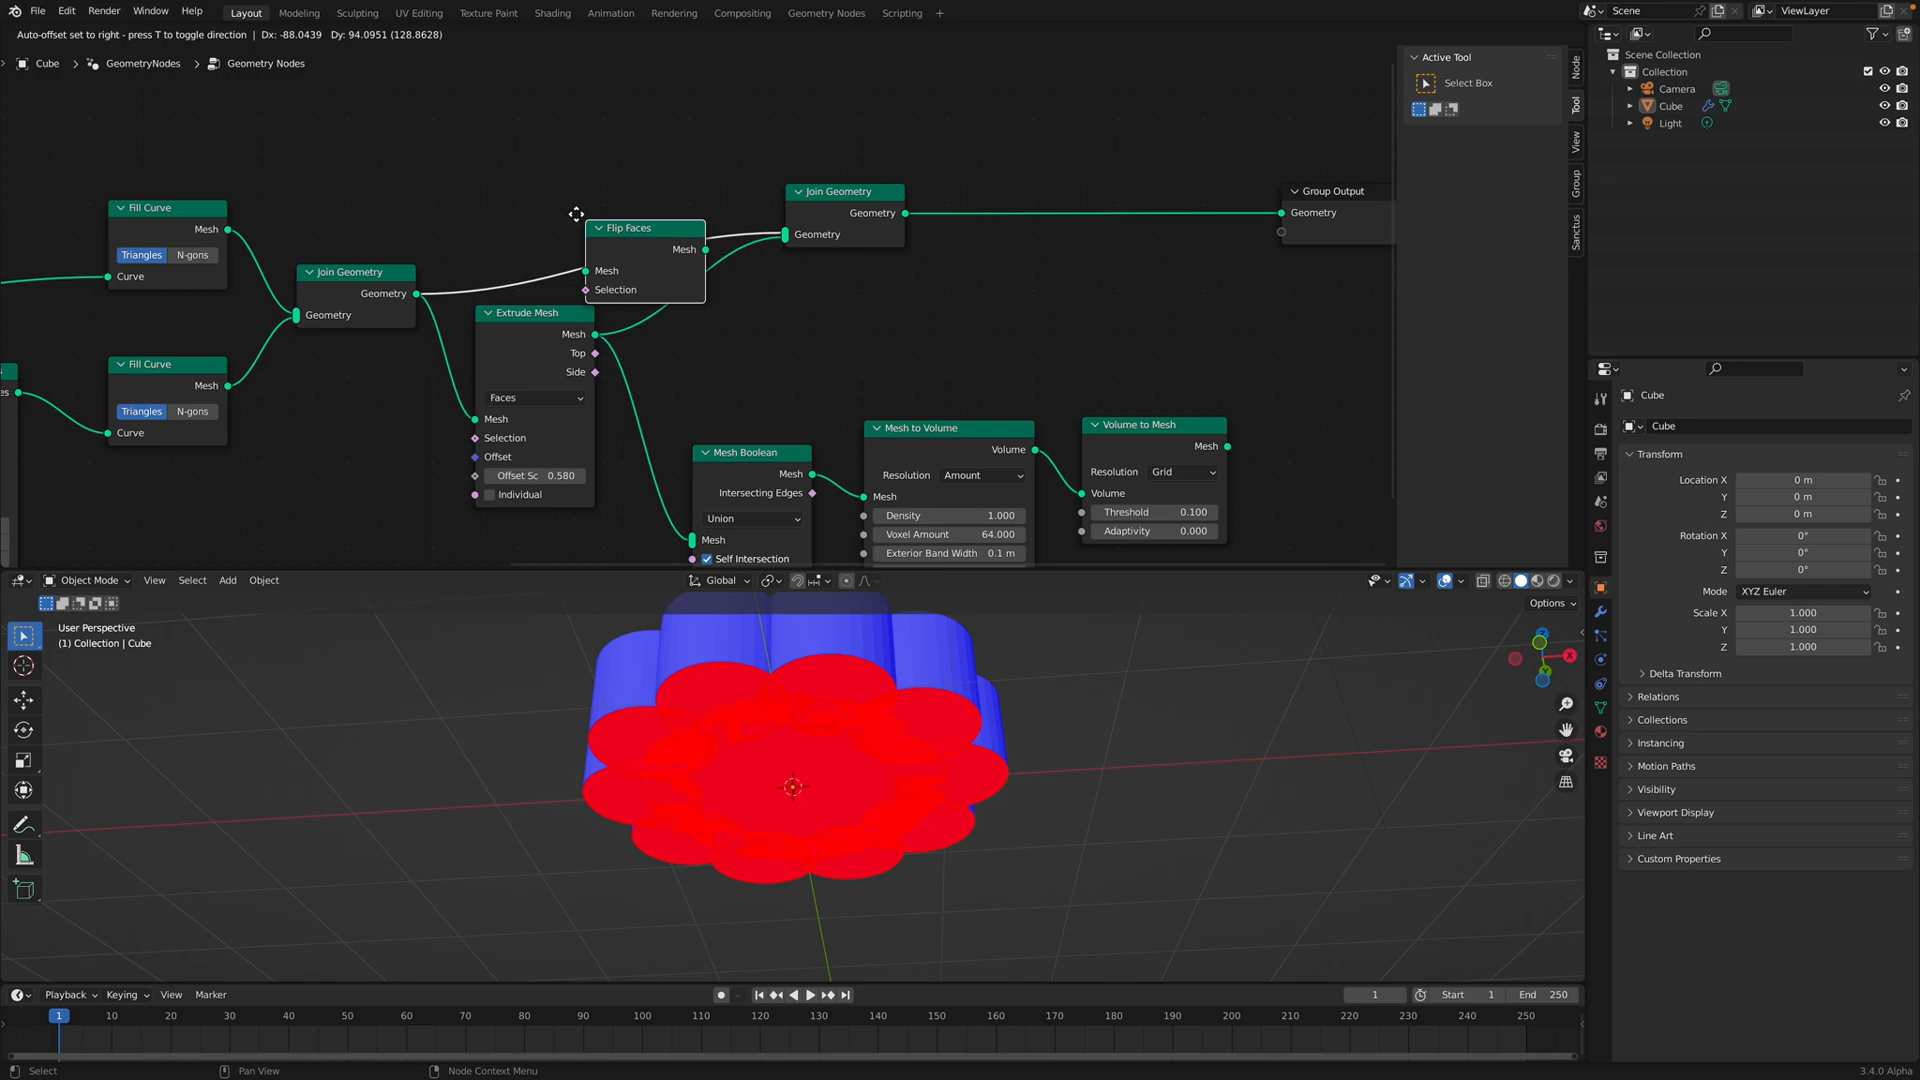 File Edit Render Window Help Layout Modeling Sculpting UV Editing Texture Paint Shading Animation Rendering Compositing Geometry Nodes Scripting + Scene ViewLayer
Auto-offset set to right - press T to toggle direction | Dx: -88.0439 Dy: 94.0951 (128.8628)
Cube > GeometryNodes > Geometry Nodes
Active Tool
Select Box
Node
Tool
View
Group
Sanctus
Scene Collection
Collection
Camera
Cube
Light
Fill Curve
Mesh
Triangles N-gons
Curve
Fill Curve
Mesh
Triangles N-gons
Curve
Join Geometry
Geometry
Geometry
Flip Faces
Mesh
Mesh
Selection
Extrude Mesh
Mesh
Top
Side
Faces
Mesh
Selection
Offset
Offset Sc 0.580
Individual
Join Geometry
Geometry
Geometry
Group Output
Geometry
Mesh Boolean
Mesh
Intersecting Edges
Union
Mesh
Self Intersection
Mesh to Volume
Volume
Resolution Amount
Mesh
Density 1.000
Voxel Amount 64.000
Exterior Band Width 0.1 m
Volume to Mesh
Mesh
Resolution Grid
Volume
Threshold 0.100
Adaptivity 0.000
Cube
Cube
Transform
Location X 0 m
Y 0 m
Z 0 m
Rotation X 0°
Y 0°
Z 0°
Mode XYZ Euler
Scale X 1.000
Y 1.000
Z 1.000
Delta Transform
Relations
Collections
Instancing
Motion Paths
Visibility
Viewport Display
Line Art
Custom Properties
Object Mode View Select Add Object Global
Options
User Perspective
(1) Collection | Cube
X
Playback Keying View Marker 1 Start 1 End 250
1 10 20 30 40 50 60 70 80 90 100 110 120 130 140 150 160 170 180 190 200 210 220 230 240 250
Select Pan View Node Context Menu 3.4.0 Alpha